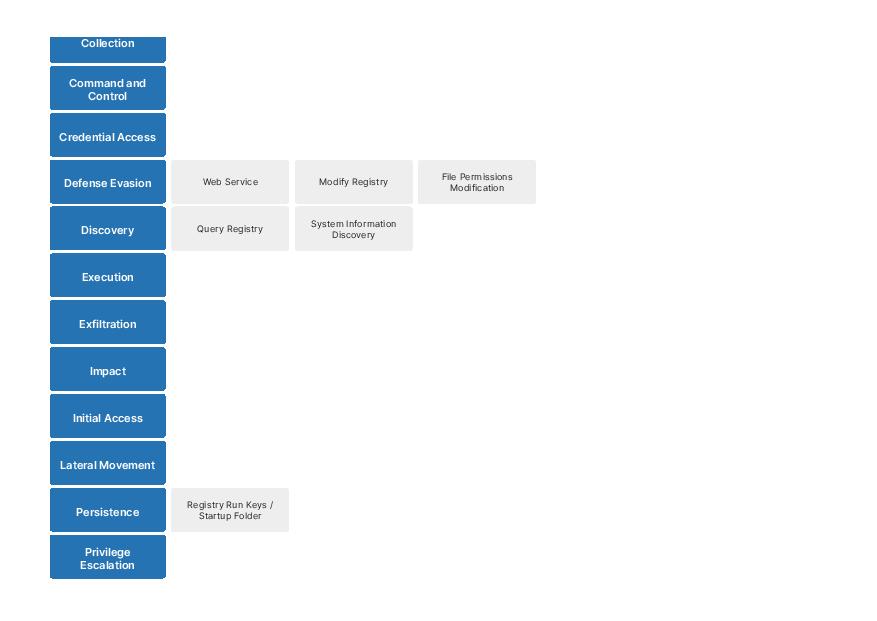 Collection
Command and
Control
Credential Access
Defense Evasion
Web Service
Modify Registry
File Permissions
Modification
Discovery
Query Registry
System Information
Discovery
Execution
Exfiltration
Impact
Initial Access
Lateral Movement
Persistence
Registry Run Keys /
Startup Folder
Privilege
Escalation